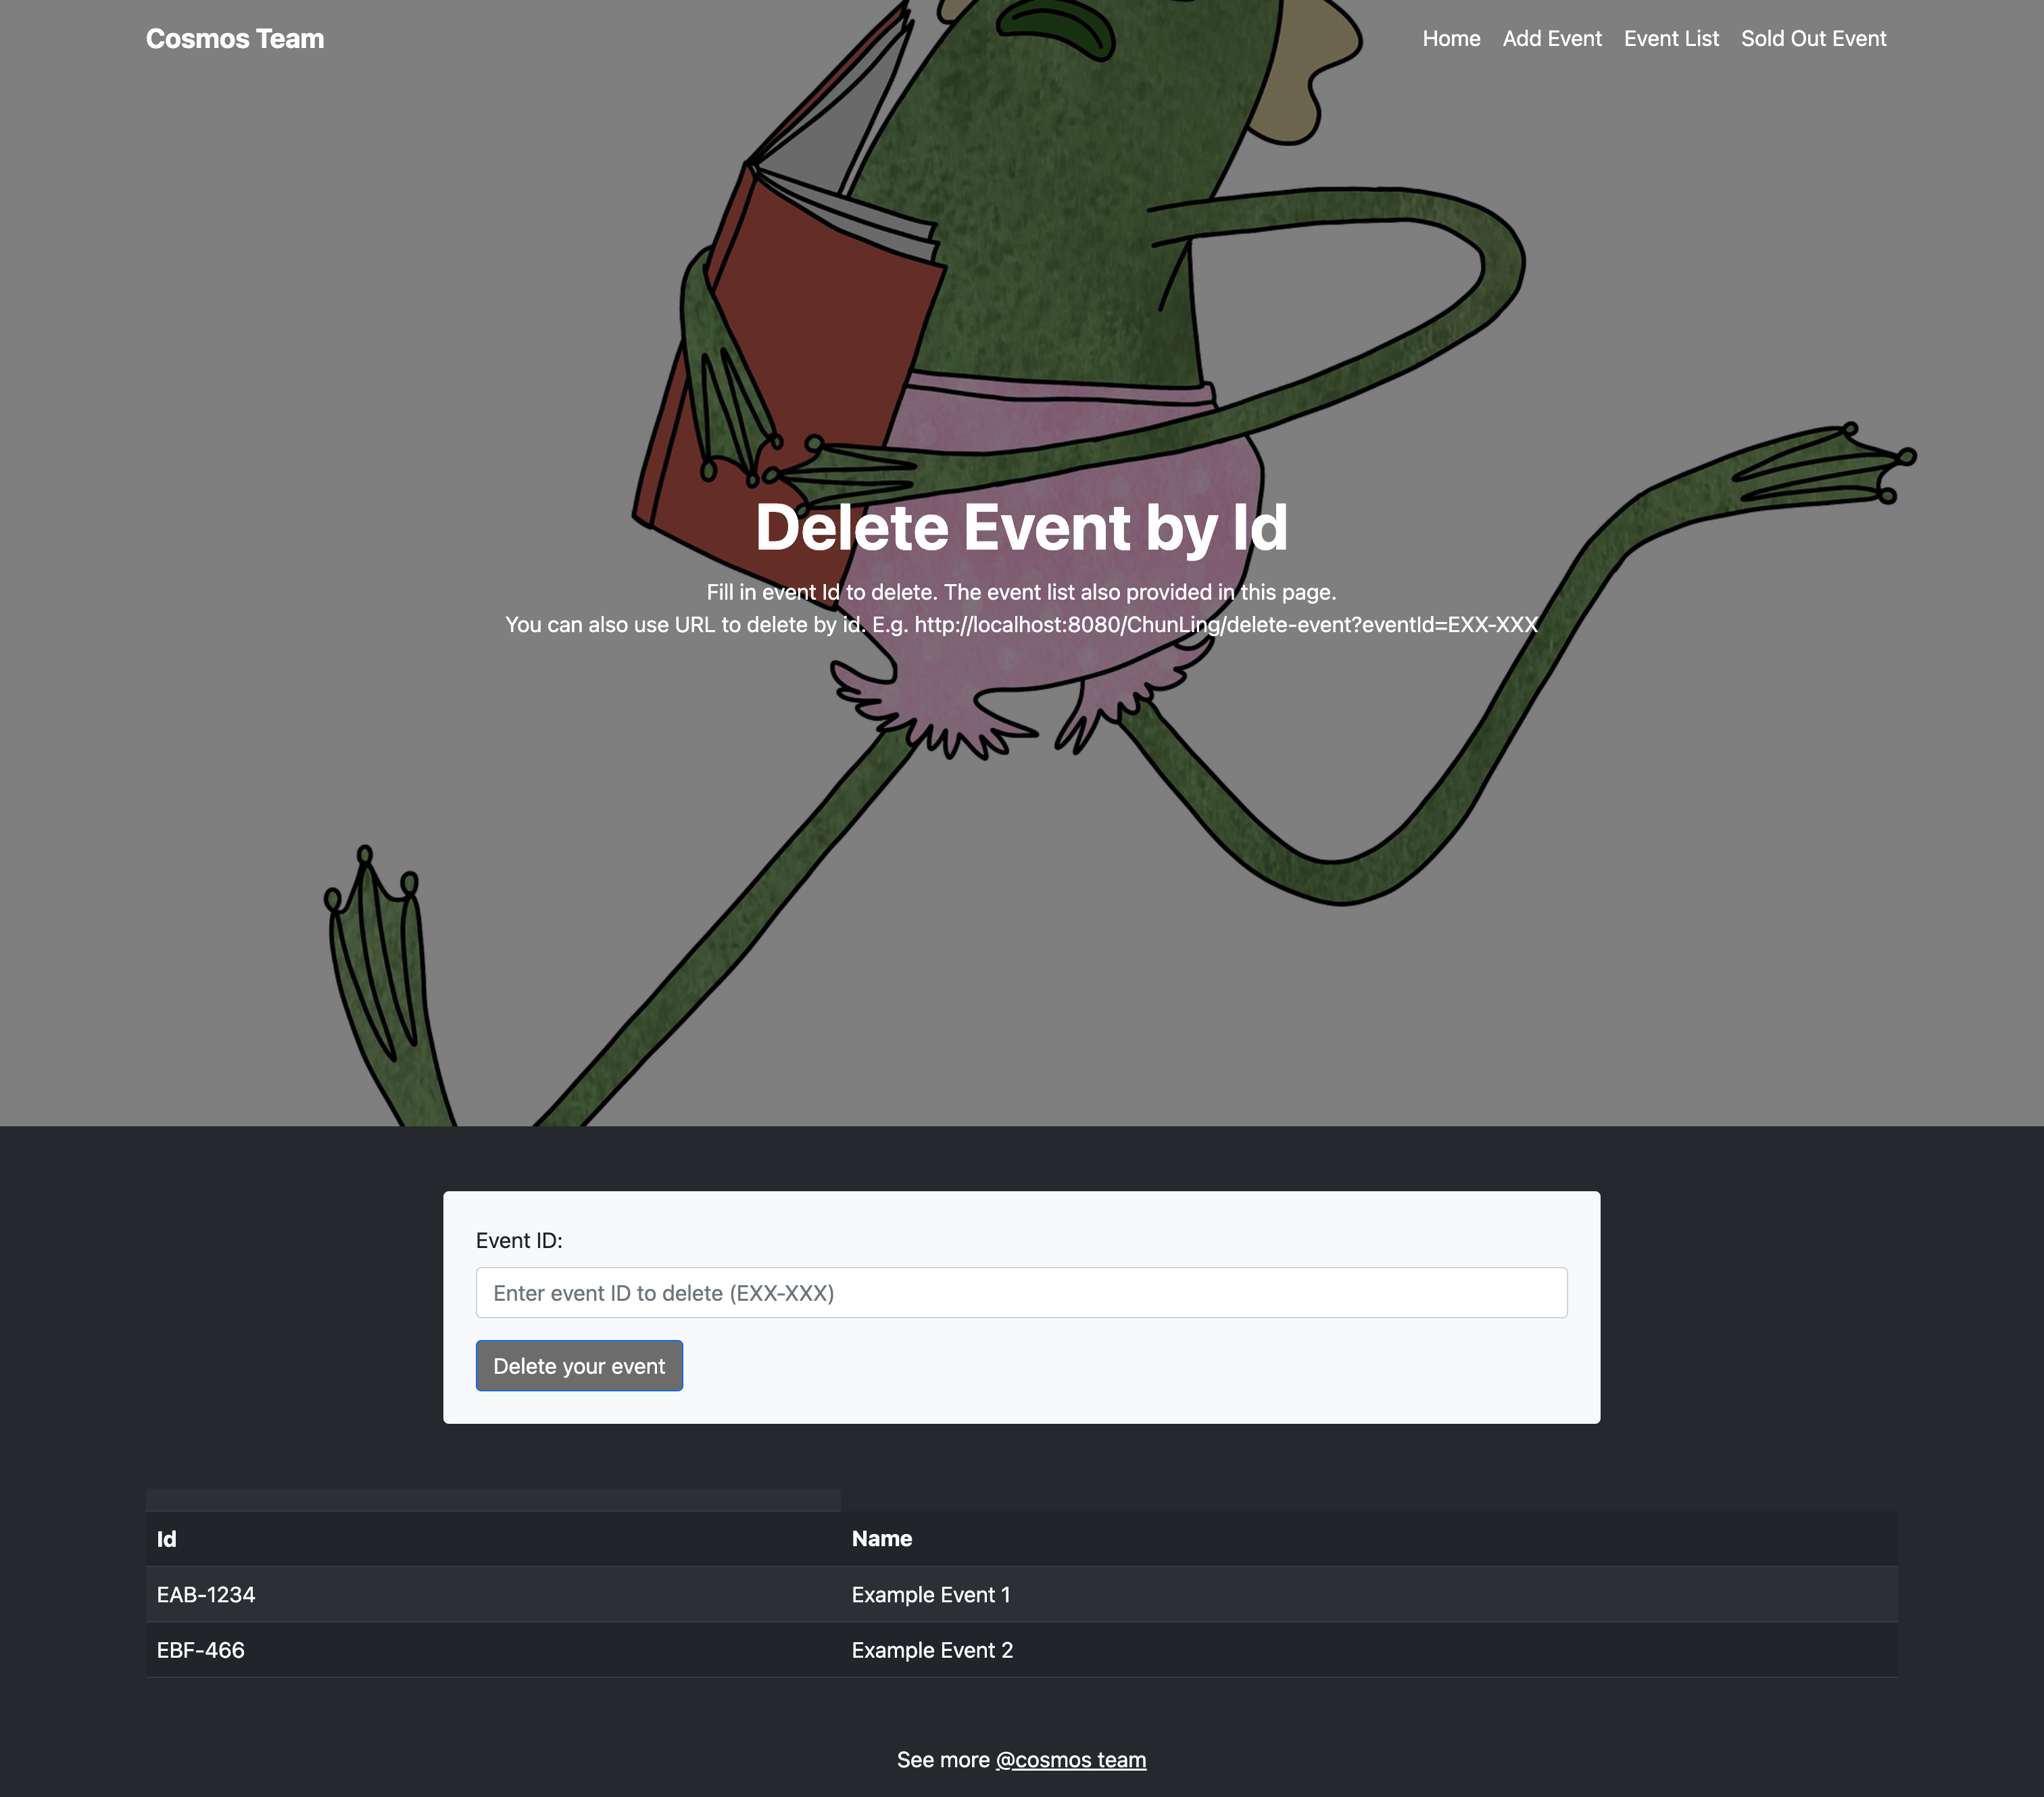 Cosmos Team
Home Add Event Event List Sold Out Event
Delete Event by Id
Fill in event Id to delete. The event list also provided in this page.
You can also use URL to delete by id. E.g. http://localhost:8080/ChunLing/delete-event?eventId=EXX-XXX
Event ID:
Enter event ID to delete (EXX-XXX)
Delete your event
Id Name
EAB-1234 Example Event 1
EBF-466 Example Event 2
See more @cosmos team